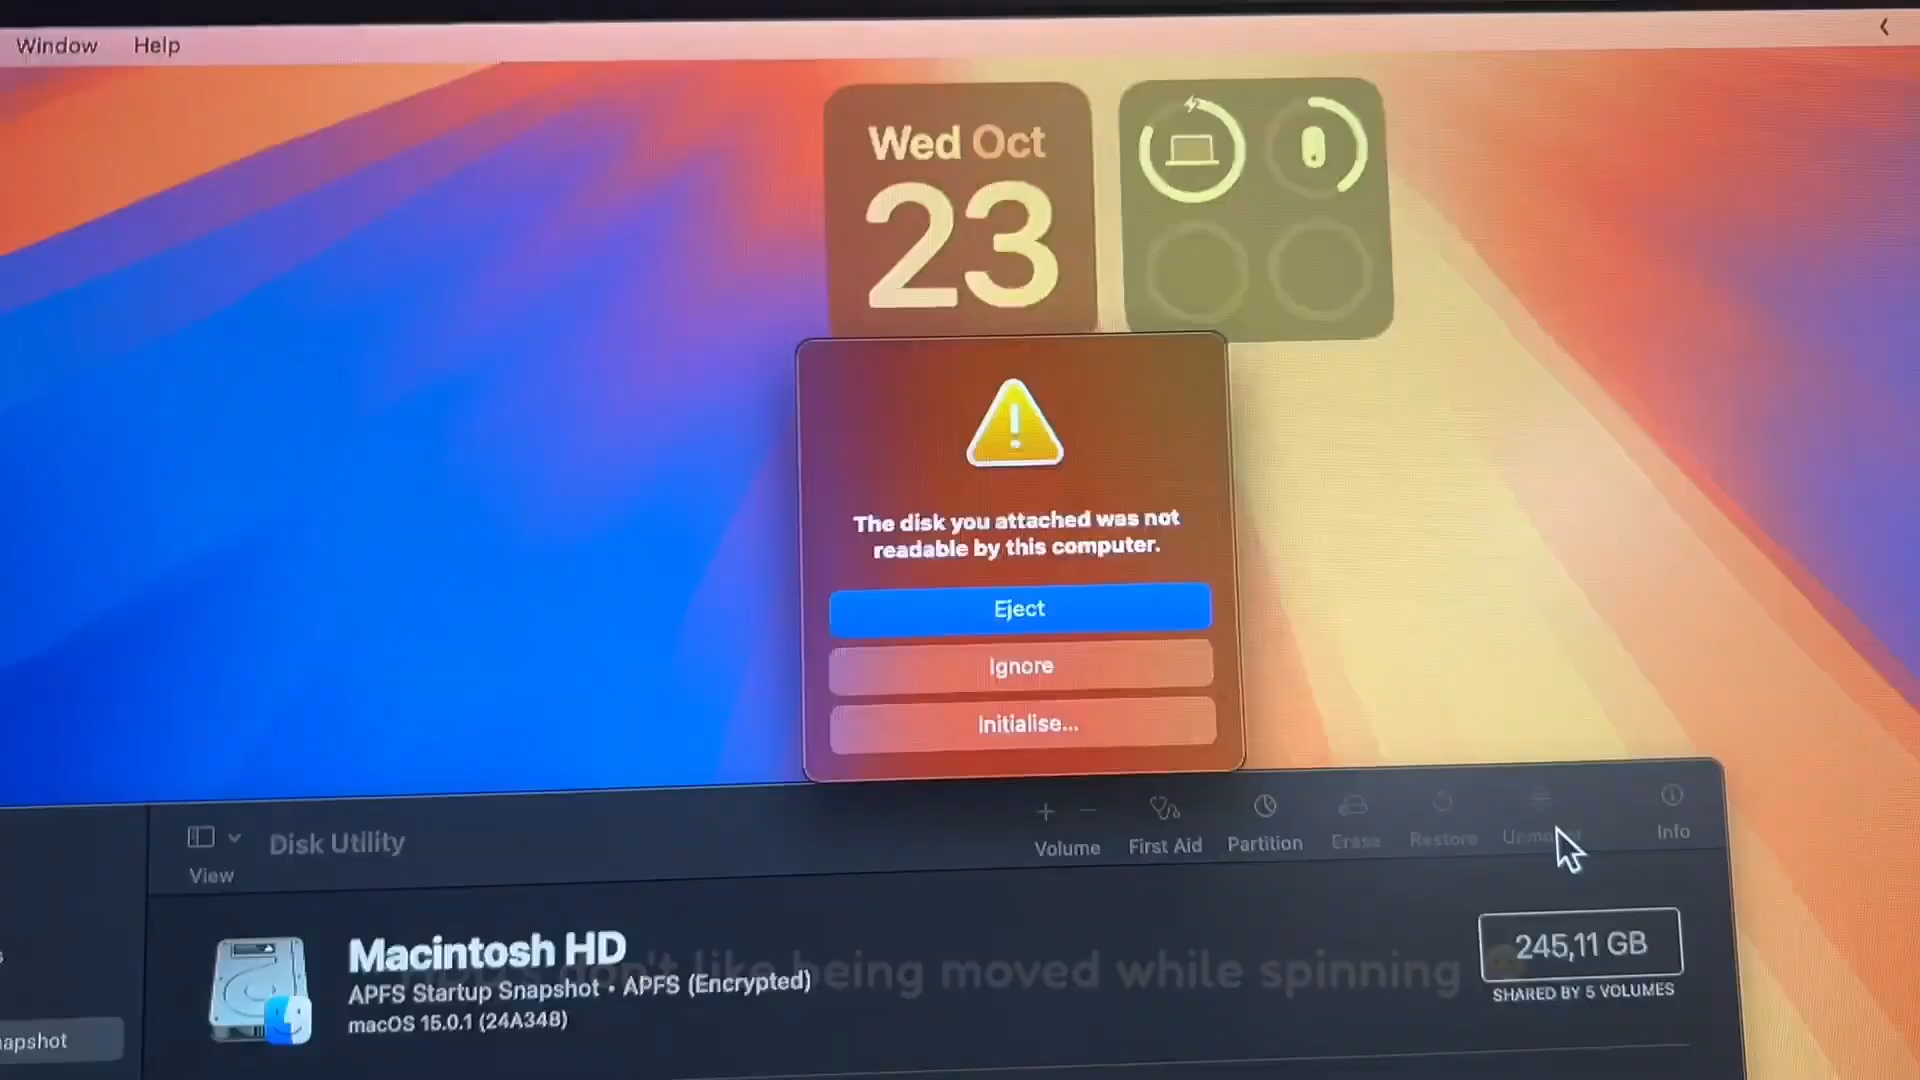 Window Help
Wed Oct
23
The disk you attached was not
readable by this computer.
Eject
Ignore
Initialise...
Disk Utility
View
Volume First Aid Partition Erase Restore Info
Macintosh HD
don't like being moved while spinning
APFS Startup Snapshot • APFS (Encrypted)
macOS 15.0.1 (24A348)
245,11 GB
SHARED BY 5 VOLUMES